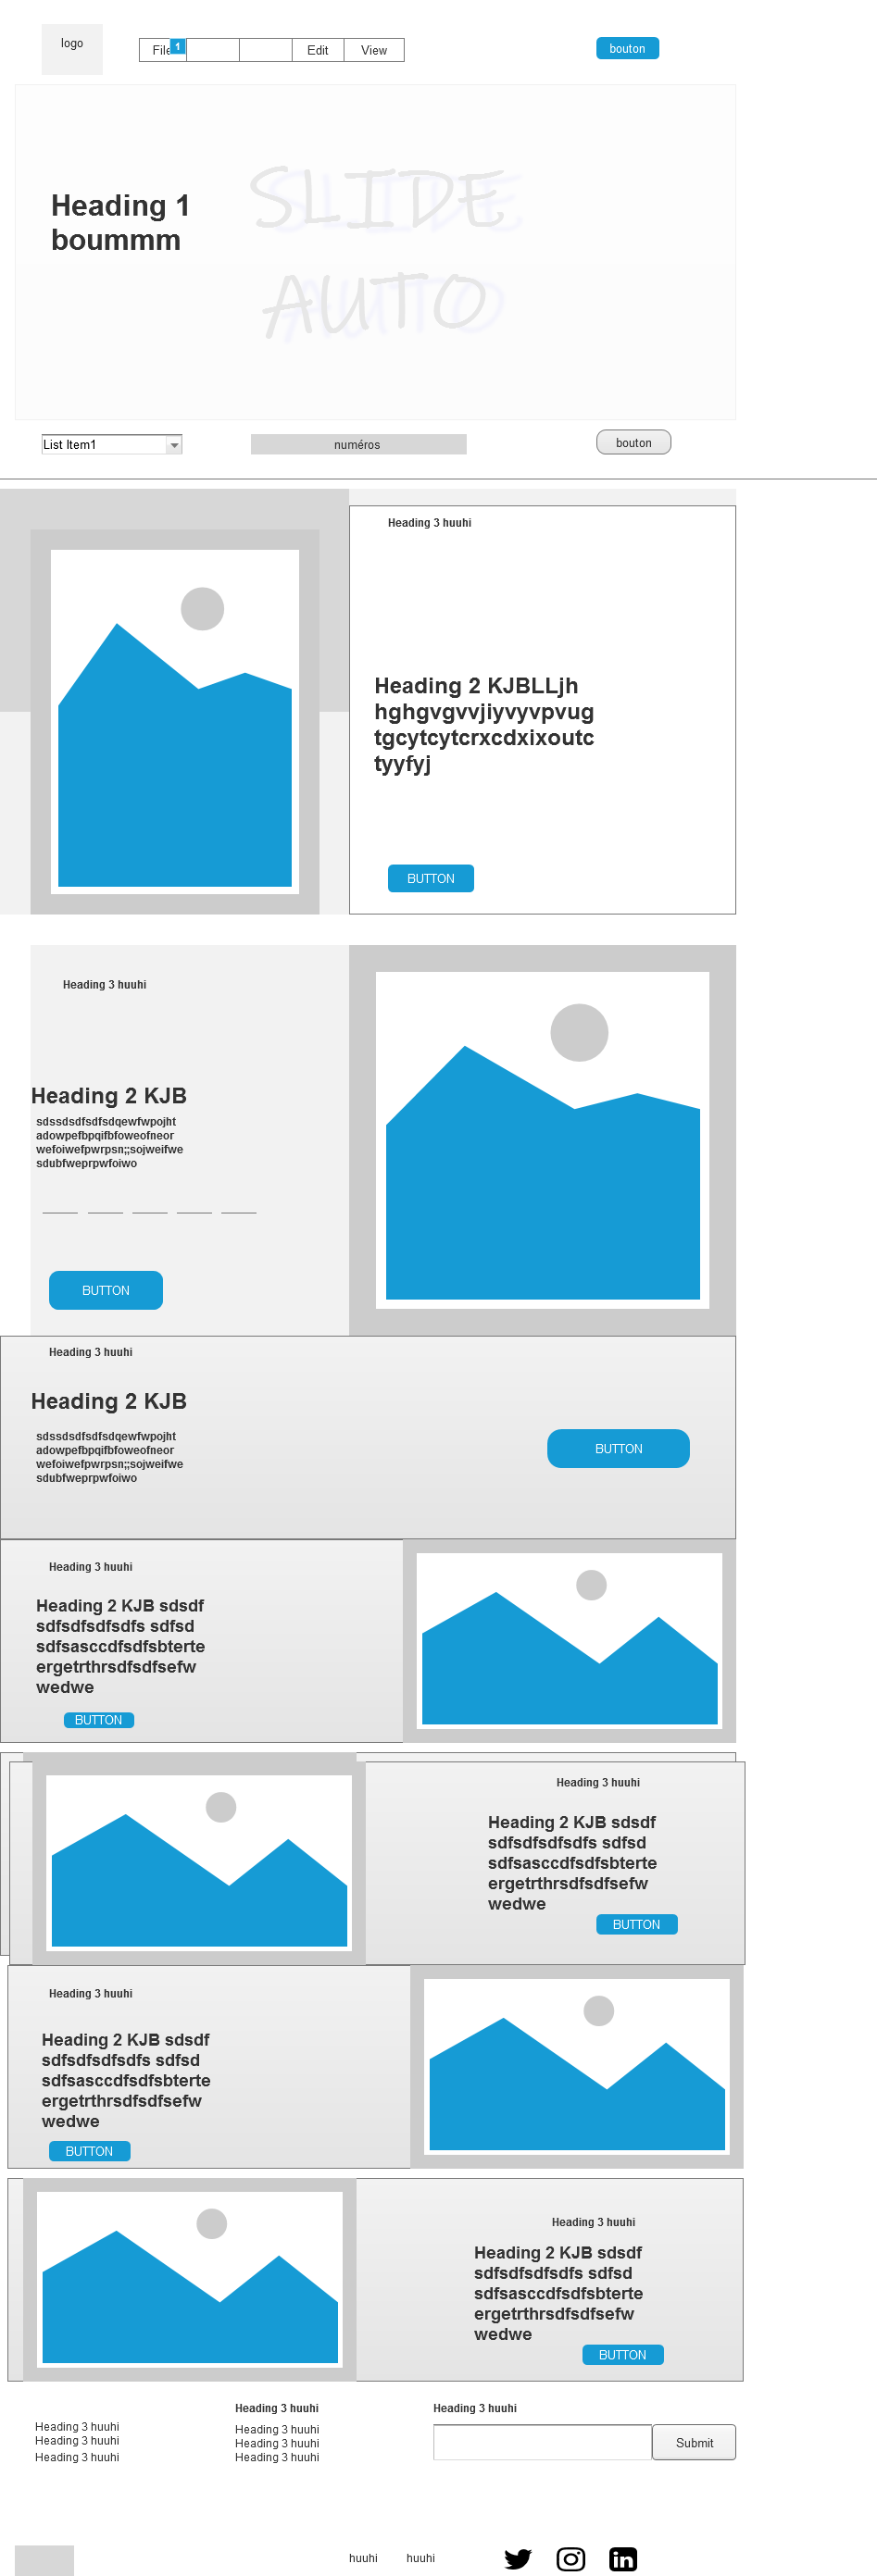 logo
File
1
Edit
View
bouton
SLIDE
AUTO
Heading 1
boummm
List Item1
numéros
bouton
Heading 3 huuhi
Heading 2 KJBLLjh
hghgvgvvjiyvyvpvug
tgcytcytcrxcdxixoutc
tyyfyj
BUTTON
Heading 3 huuhi
Heading 2 KJB
sdssdsdfsdfsdqewfwpojht
adowpefbpqifbfoweofneor
wefoiwefpwrpsn;;sojweifwe
sdubfweprpwfoiwo
BUTTON
Heading 3 huuhi
Heading 2 KJB
sdssdsdfsdfsdqewfwpojht
adowpefbpqifbfoweofneor
wefoiwefpwrpsn;;sojweifwe
sdubfweprpwfoiwo
BUTTON
Heading 3 huuhi
Heading 2 KJB sdsdf
sdfsdfsdfsdfs sdfsd
sdfsasccdfsdfsbterte
ergetrthrsdfsdfsefw
wedwe
BUTTON
Heading 3 huuhi
Heading 2 KJB sdsdf
sdfsdfsdfsdfs sdfsd
sdfsasccdfsdfsbterte
ergetrthrsdfsdfsefw
wedwe
BUTTON
Heading 3 huuhi
Heading 2 KJB sdsdf
sdfsdfsdfsdfs sdfsd
sdfsasccdfsdfsbterte
ergetrthrsdfsdfsefw
wedwe
BUTTON
Heading 3 huuhi
Heading 2 KJB sdsdf
sdfsdfsdfsdfs sdfsd
sdfsasccdfsdfsbterte
ergetrthrsdfsdfsefw
wedwe
BUTTON
Heading 3 huuhi
Heading 3 huuhi
Heading 3 huuhi
Heading 3 huuhi
Heading 3 huuhi
Heading 3 huuhi
Heading 3 huuhi
Heading 3 huuhi
Submit
huuhi
huuhi
in